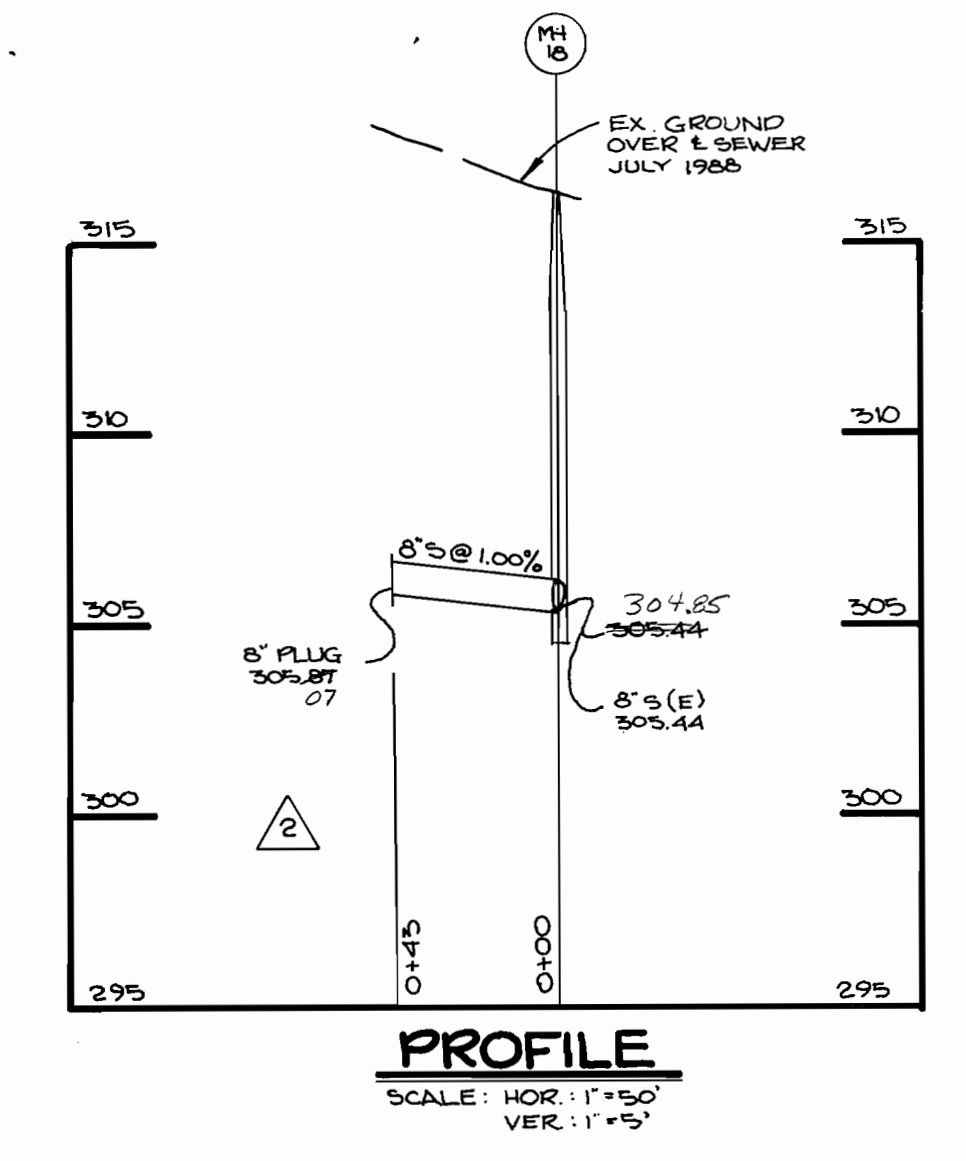 MH
18
EX. GROUND
OVER ℄ SEWER
JULY 1988
315
315
310
310
8"S @ 1.00%
304.85
305
305.44
305
8" PLUG
305.87
07
8" S (E)
305.44
300
300
2
0+43
0+00
295
295
PROFILE
SCALE: HOR.: 1"=50'
VER.: 1"=5'